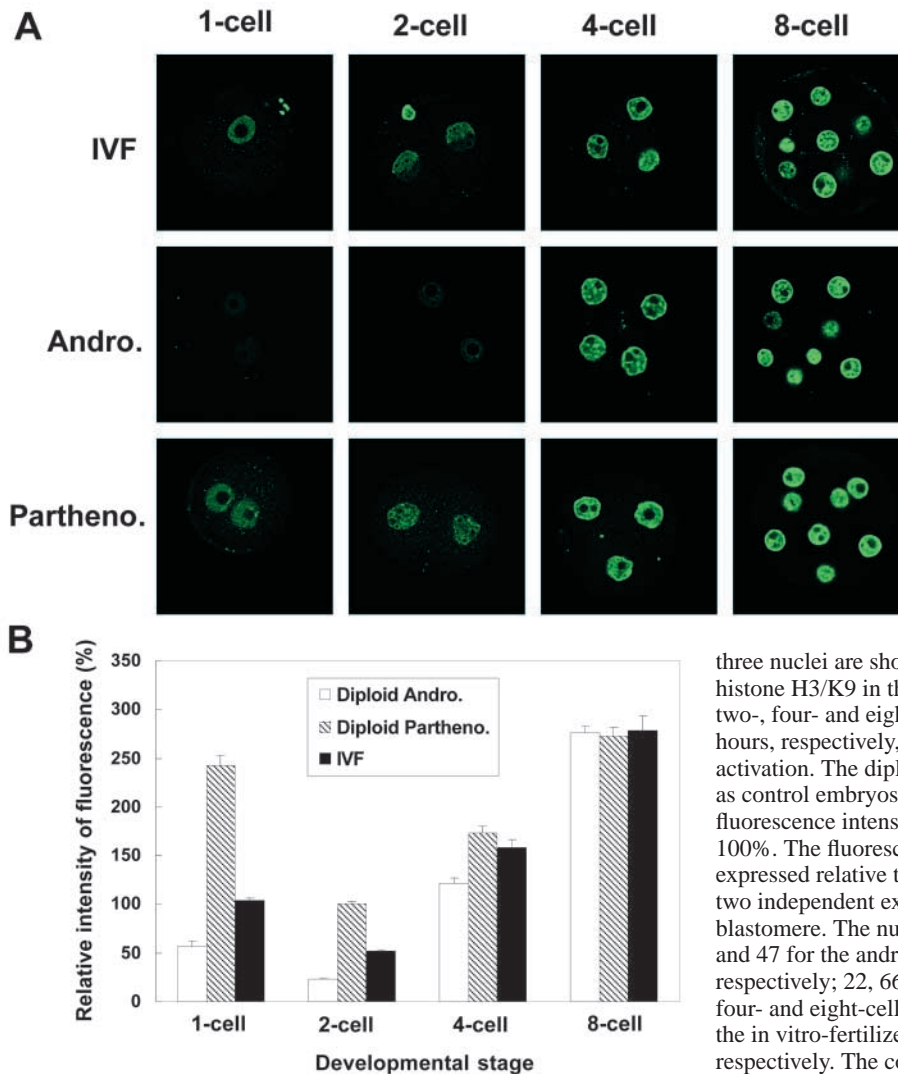 A
1-cell 2-cell 4-cell 8-cell
IVF
Andro.
Partheno.
B
Relative intensity of fluorescence (%)
350
300
250
200
150
100
50
0
Diploid Andro.
Diploid Partheno.
IVF
1-cell 2-cell 4-cell 8-cell
Developmental stage
three nuclei are sho
histone H3/K9 in th
two-, four- and eigh
hours, respectively,
activation. The dipl
as control embryos
fluorescence intens
100%. The fluoresc
expressed relative t
two independent ex
blastomere. The nu
and 47 for the andr
respectively; 22, 66
four- and eight-cell
the in vitro-fertilize
respectively. The co